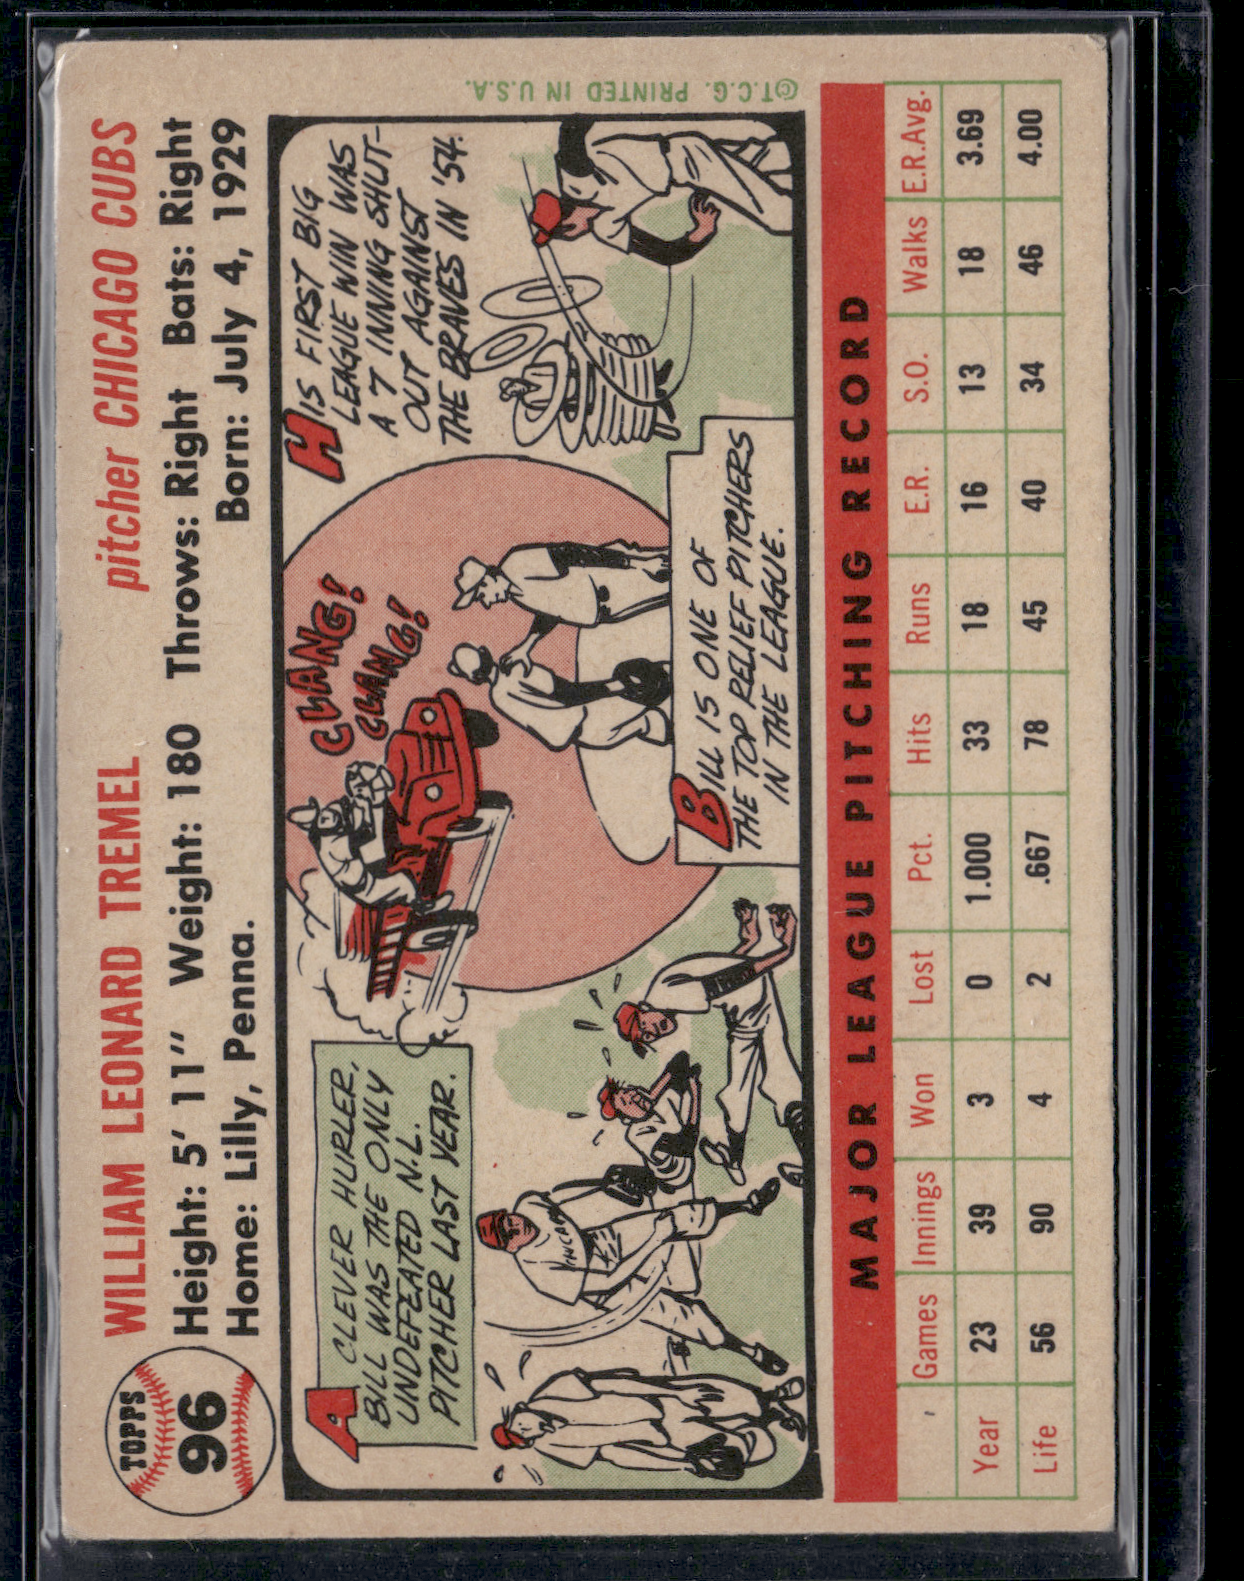 TOPPS
96
WILLIAM LEONARD TREMEL pitcher CHICAGO CUBS
Height: 5' 11" Weight: 180 Throws: Right Bats: Right
Home: Lilly, Penna. Born: July 4, 1929
A CLEVER HURLER,
BILL WAS THE ONLY
UNDEFEATED N.L.
PITCHER LAST YEAR.
CLANG!
CLANG!
BILL IS ONE OF
THE TOP RELIEF PITCHERS
IN THE LEAGUE.
HIS FIRST BIG
LEAGUE WIN WAS
A 7 INNING SHUT-
OUT AGAINST
THE BRAVES IN '54.
©T.C.G. PRINTED IN U.S.A.
MAJOR LEAGUE PITCHING RECORD
Games Innings Won Lost Pct. Hits Runs E.R. S.O. Walks E.R.Avg.
Year 23 39 3 0 1.000 33 18 16 13 18 3.69
Life 56 90 4 2 .667 78 45 40 34 46 4.00